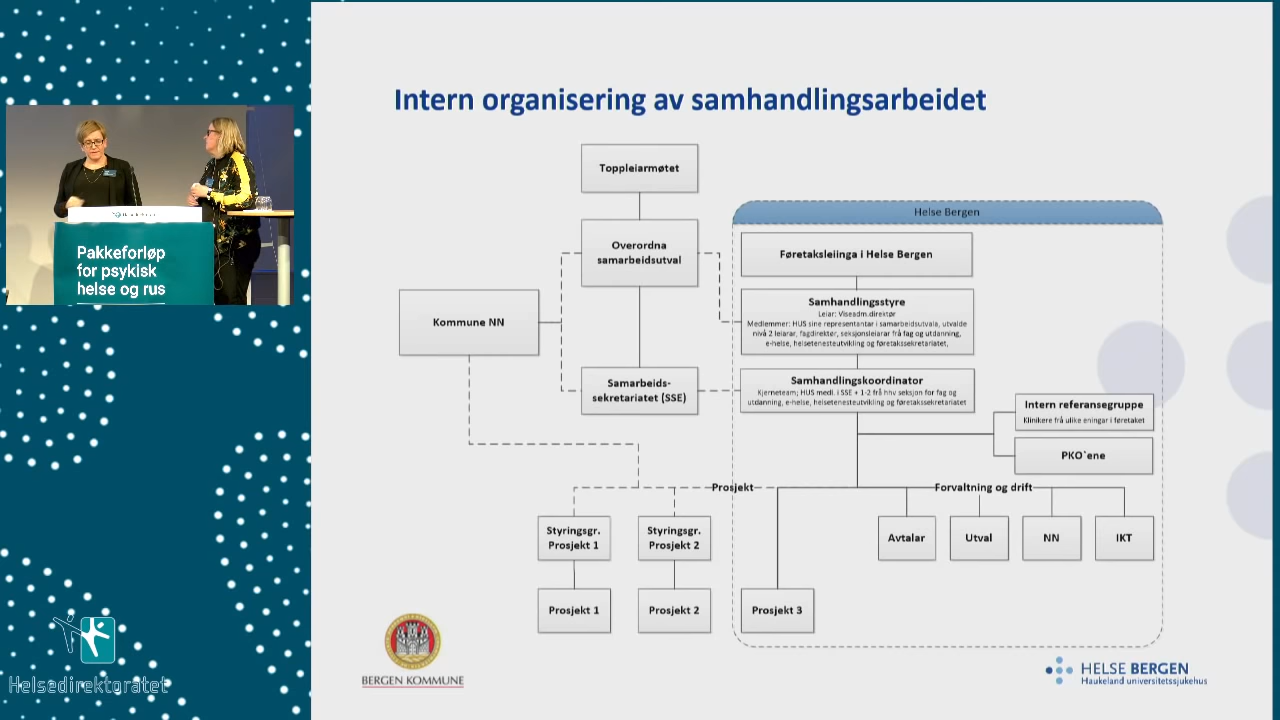 Intern organisering av samhandlingsarbeidet
Toppleiarmøtet
Helse Bergen
Overordna
samarbeidsutval
Føretaksleiinga i Helse Bergen
Kommune NN
Samhandlingsstyre
Leiar: Viseadm.direktør
Medlemmer: HUS sine representantar i samarbeidsutvala, utvalde
nivå 2 leiarar, fagdirektør, seksjonsleiarar frå fag og utdanning,
e-helse, helsetenesteutvikling og føretakssekretariatet,
Samarbeids-
sekretariatet (SSE)
Samhandlingskoordinator
Kjerneteam; HUS medl. i SSE + 1-2 frå hhv seksjon for fag og
utdanning, e-helse, helsetenesteutvikling og føretakssekretariatet
Intern referansegruppe
Klinikere frå ulike eningar i føretaket
PKO`ene
Prosjekt
Forvaltning og drift
Styringsgr.
Prosjekt 1
Styringsgr.
Prosjekt 2
Avtalar
Utval
NN
IKT
Prosjekt 1
Prosjekt 2
Prosjekt 3
BERGEN KOMMUNE
HELSE BERGEN
Haukeland universitetssjukehus
Pakkeforløp
for psykisk
helse og rus
Helsedirektoratet